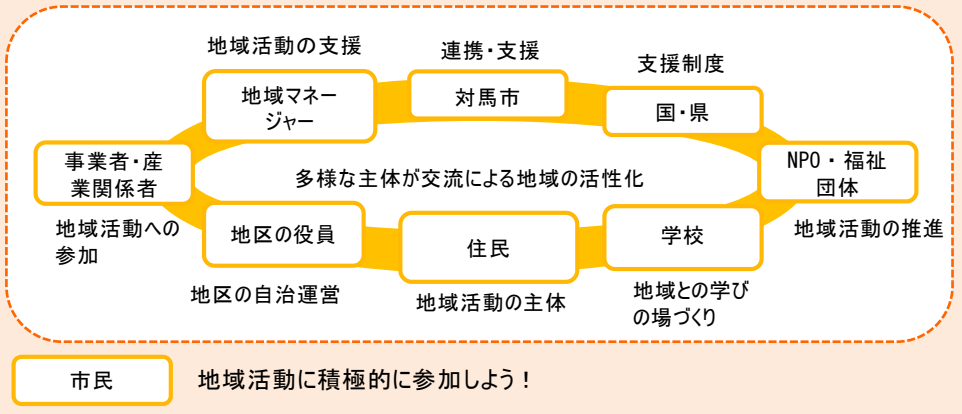 地域活動の支援
連携・支援
支援制度
地域マネー
ジャー
対馬市
国・県
事業者・産
業関係者
NPO・福祉
団体
多様な主体が交流による地域の活性化
地域活動への
参加
地区の役員
住民
学校
地域活動の推進
地区の自治運営
地域活動の主体
地域との学び
の場づくり
市民
地域活動に積極的に参加しよう！